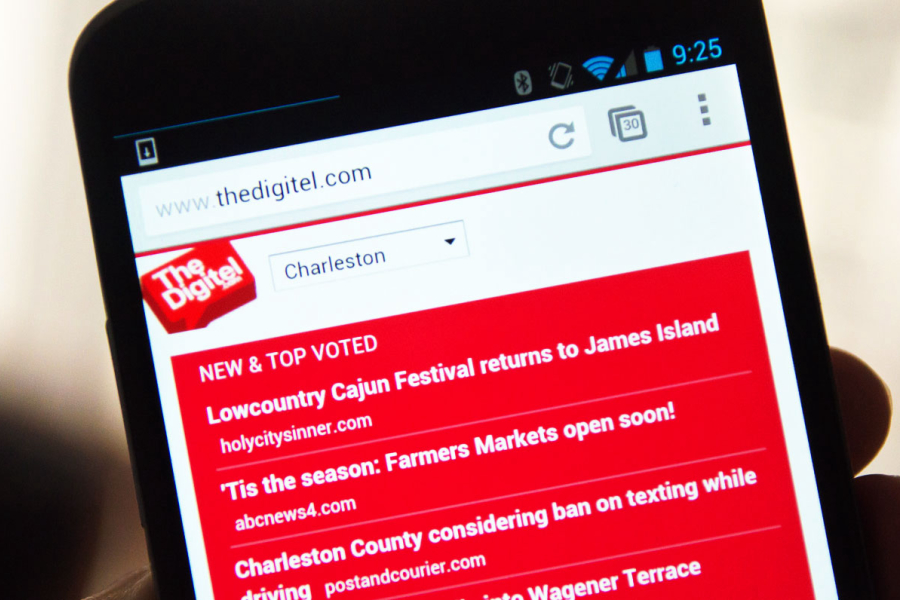 9:25
www.thedigitel.com
30
The
Digitel!
Charleston
NEW & TOP VOTED
Lowcountry Cajun Festival returns to James Island
holycitysinner.com
'Tis the season: Farmers Markets open soon!
abcnews4.com
Charleston County considering ban on texting while
driving postandcourier.com
into Wagener Terrace